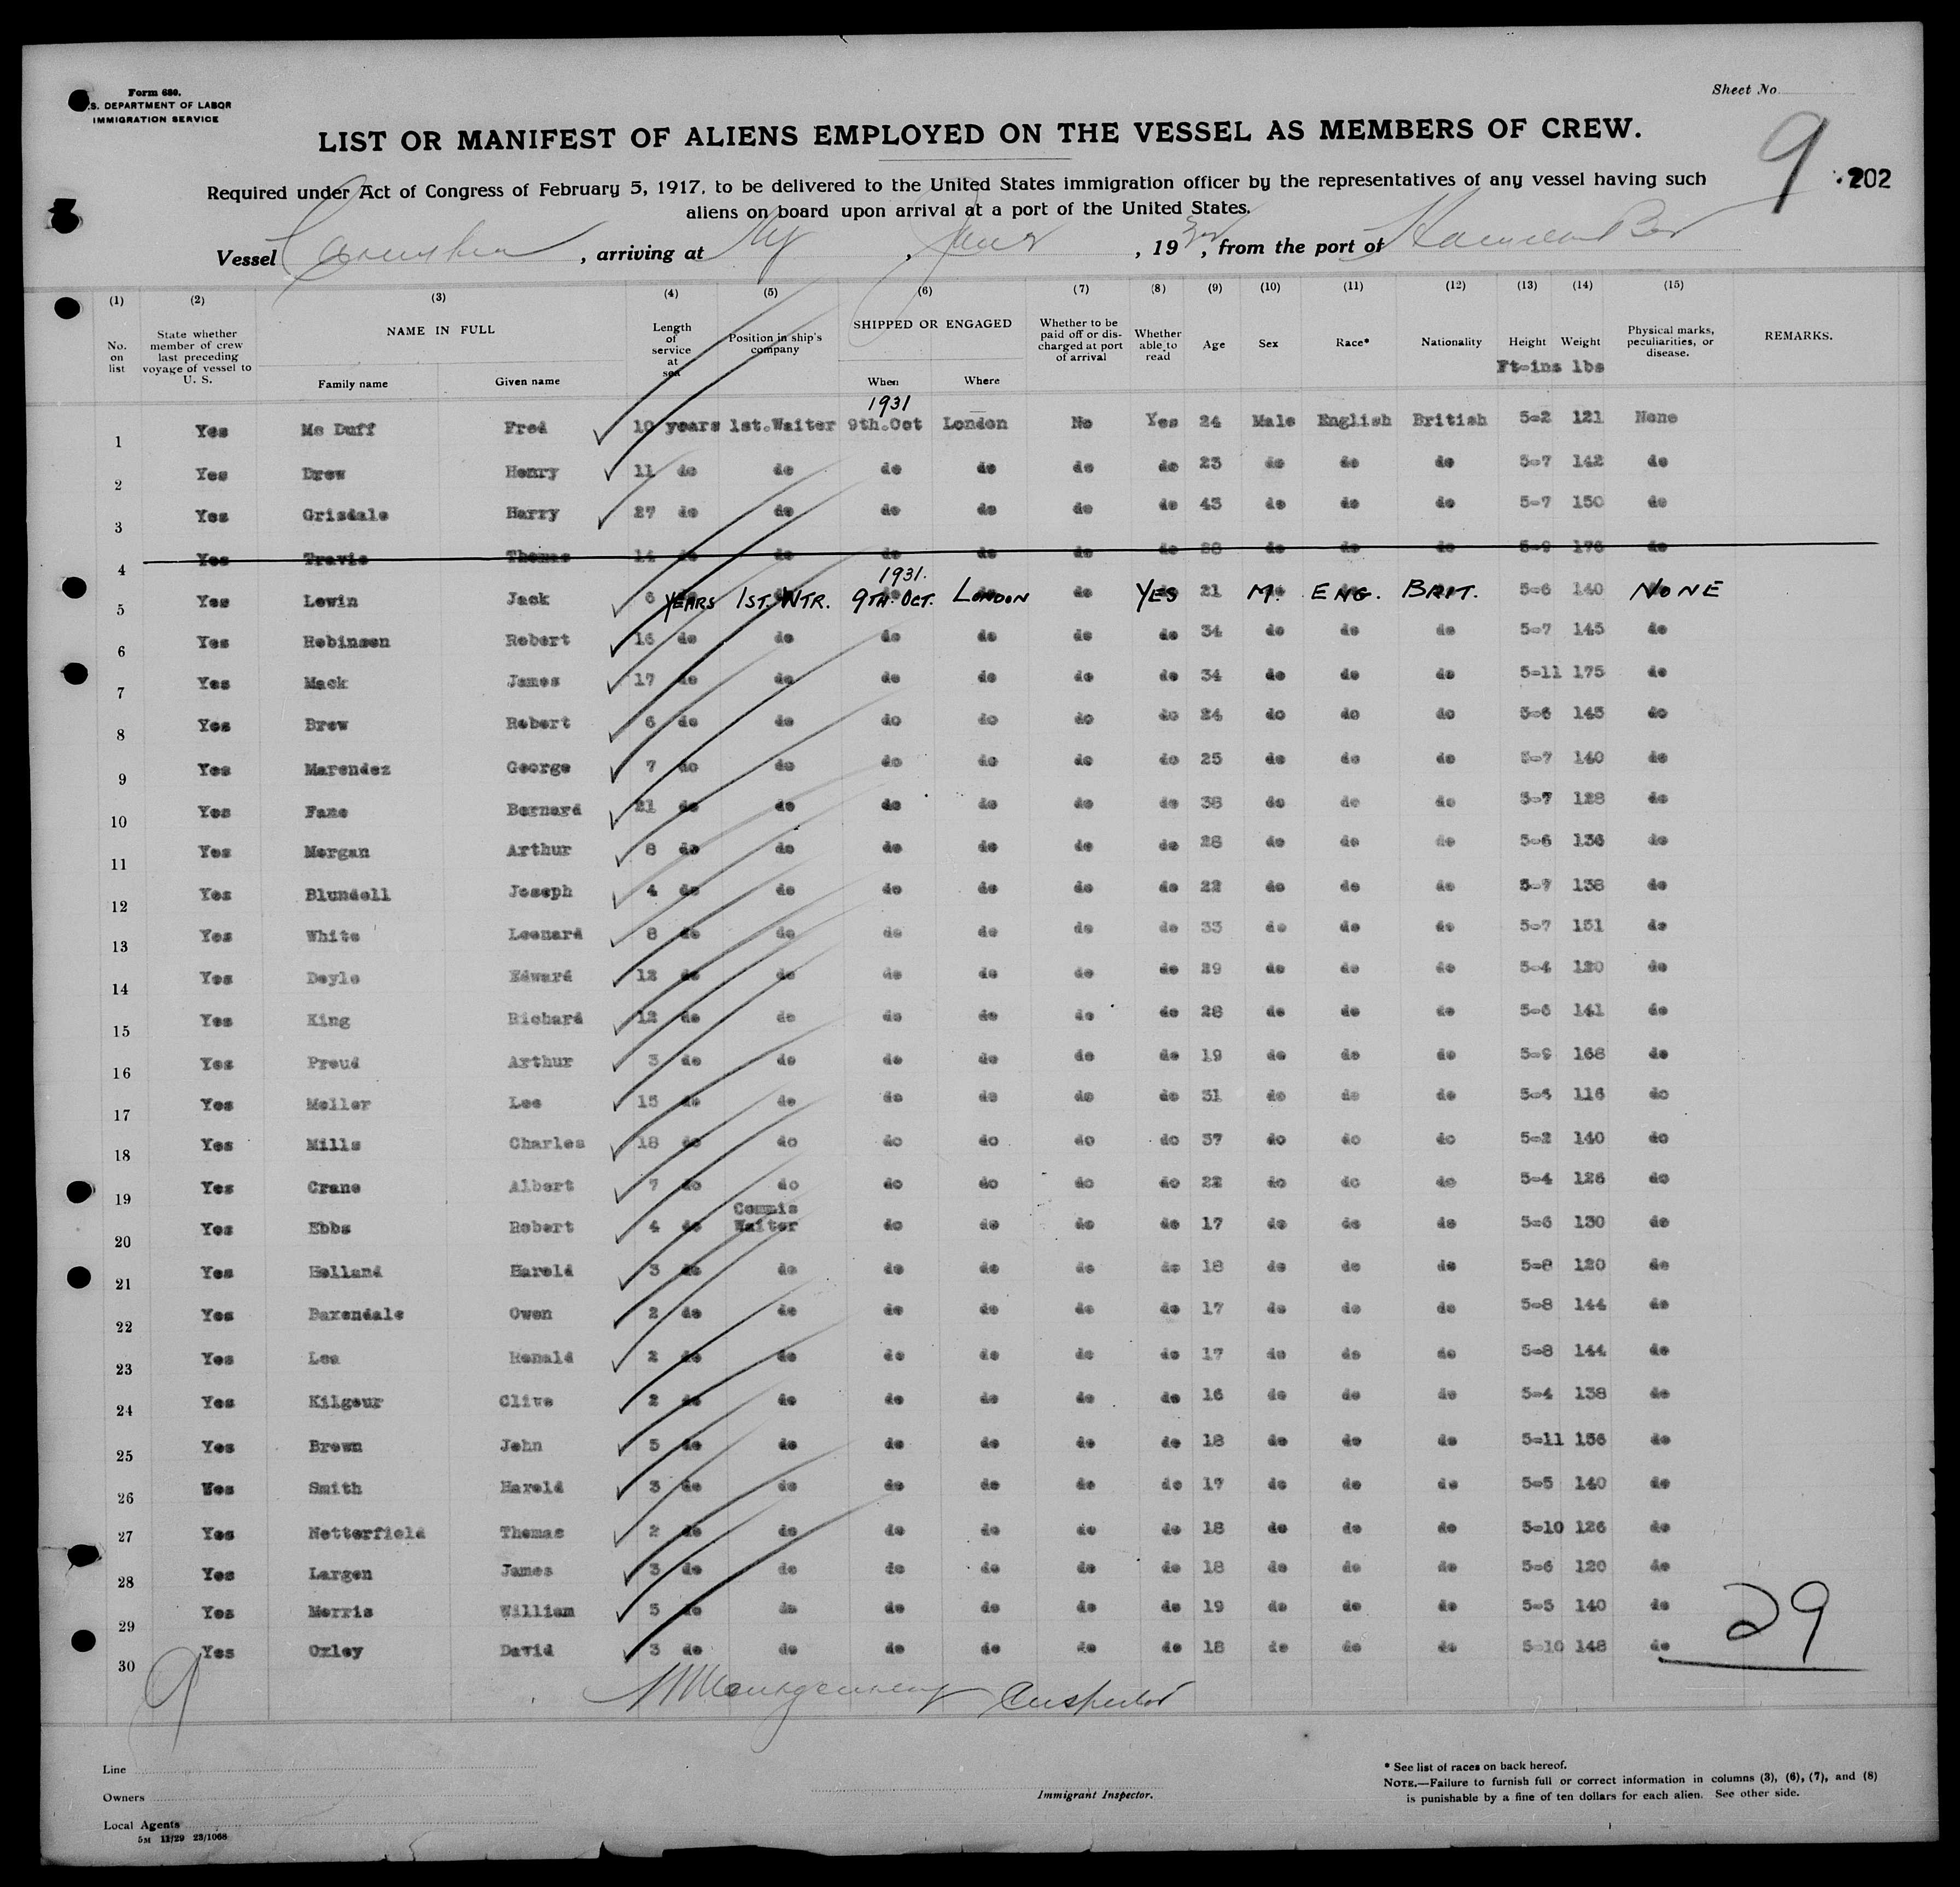 Form 680.
U.S. DEPARTMENT OF LABOR
IMMIGRATION SERVICE
Sheet No.
LIST OR MANIFEST OF ALIENS EMPLOYED ON THE VESSEL AS MEMBERS OF CREW.
9
202
Required under Act of Congress of February 5, 1917, to be delivered to the United States immigration officer by the representatives of any vessel having such
aliens on board upon arrival at a port of the United States.
Vessel , arriving at NY , , 19 , from the port of
(1) (2) (3) (4) (5) (6) (7) (8) (9) (10) (11) (12) (13) (14) (15)
No. on list State whether member of crew last preceding voyage of vessel to U. S. NAME IN FULL Family name Given name Length of service at sea Position in ship's company SHIPPED OR ENGAGED When Where Whether to be paid off or discharged at port of arrival Whether able to read Age Sex Race* Nationality Height Weight Physical marks, peculiarities, or disease. REMARKS.
Ft-ins lbs
1931
1 Yes Mc Duff Fred 10 years 1st.Waiter 9th.Oct London No Yes 24 Male English British 5-2 121 None
2 Yes Drew Henry 11 do do do do do do 23 do do do 5-7 142 do
3 Yes Grisdale Harry 27 do do do do do do 43 do do do 5-7 150 do
4 Yes Travis Thomas 14 do do do do do do do do do 5-9 176 do
1931.
5 Yes Lewin Jack 6 YEARS 1ST. WTR. 9TH. OCT. LONDON do YES 21 M. ENG. BRIT. 5-6 140 NONE
6 Yes Robinson Robert 16 do do do do do do 34 do do do 5-7 145 do
7 Yes Mack James 17 do do do do do do 34 do do do 5-11 175 do
8 Yes Brew Robert 6 do do do do do do 24 do do do 5-6 145 do
9 Yes Marendez George 7 do do do do do do 25 do do do 5-7 140 do
10 Yes Fane Bernard 21 do do do do do do 38 do do do 5-7 128 do
11 Yes Morgan Arthur 8 do do do do do do 28 do do do 5-6 136 do
12 Yes Blundell Joseph 4 do do do do do do 22 do do do 5-7 138 do
13 Yes White Leonard 8 do do do do do do 33 do do do 5-7 151 do
14 Yes Doyle Edward 12 do do do do do do 29 do do do 5-4 120 do
15 Yes King Richard 12 do do do do do do 28 do do do 5-6 141 do
16 Yes Proud Arthur 3 do do do do do do 19 do do do 5-9 168 do
17 Yes Meller Lee 15 do do do do do do 31 do do do 116 do
18 Yes Mills Charles 18 do do do do do do 37 do do do 5-2 140 do
19 Yes Crane Albert 7 do do do do do do 22 do do do 5-4 126 do
20 Yes Ebbs Robert 4 do Commis Waiter do do do do 17 do do do 5-6 130 do
21 Yes Holland Harold 3 do do do do do do 18 do do do 5-8 120 do
22 Yes Baxendale Owen 2 do do do do do do 17 do do do 5-8 144 do
23 Yes Lea Ronald 2 do do do do do do 17 do do do 5-8 144 do
24 Yes Kilgour Clive 2 do do do do do do 16 do do do 5-4 138 do
25 Yes Brown John 5 do do do do do do 18 do do do 5-11 156 do
26 Yes Smith Harold 3 do do do do do do 17 do do do 5-5 140 do
27 Yes Netterfield Thomas 2 do do do do do do 18 do do do 5-10 126 do
28 Yes Largen James 3 do do do do do do 18 do do do 5-6 120 do
29 Yes Morris William 5 do do do do do do 19 do do do 5-5 140 do
30 Yes Oxley David 3 do do do do do do 18 do do do 5-10 148 do
29
9
Montgomery Inspector
Line
Owners
Local Agents
5M 11/29 23/1068
Immigrant Inspector.
* See list of races on back hereof.
NOTE.—Failure to furnish full or correct information in columns (3), (6), (7), and (8)
is punishable by a fine of ten dollars for each alien. See other side.